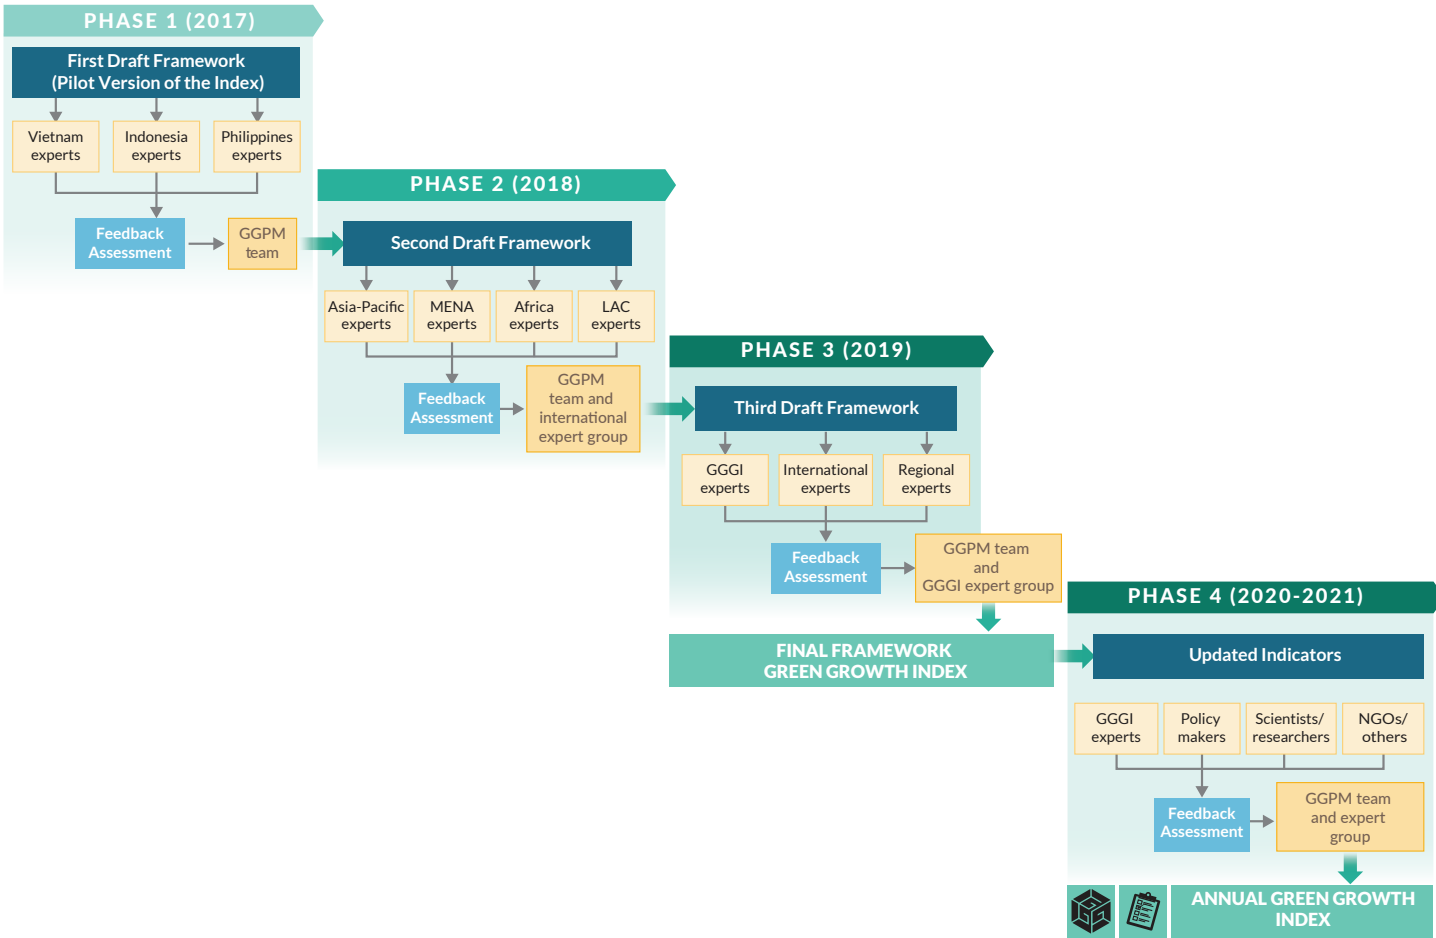 PHASE 1 (2017)
First Draft Framework
(Pilot Version of the Index)
Vietnam
experts
Indonesia
experts
Philippines
experts
Feedback
Assessment
GGPM
team
PHASE 2 (2018)
Second Draft Framework
Asia-Pacific
experts
MENA
experts
Africa
experts
LAC
experts
Feedback
Assessment
GGPM
team and
international
expert group
PHASE 3 (2019)
Third Draft Framework
GGGI
experts
International
experts
Regional
experts
Feedback
Assessment
GGPM team
and
GGGI expert group
FINAL FRAMEWORK
GREEN GROWTH INDEX
PHASE 4 (2020-2021)
Updated Indicators
GGGI
experts
Policy
makers
Scientists/
researchers
NGOs/
others
Feedback
Assessment
GGPM team
and expert
group
ANNUAL GREEN GROWTH
INDEX